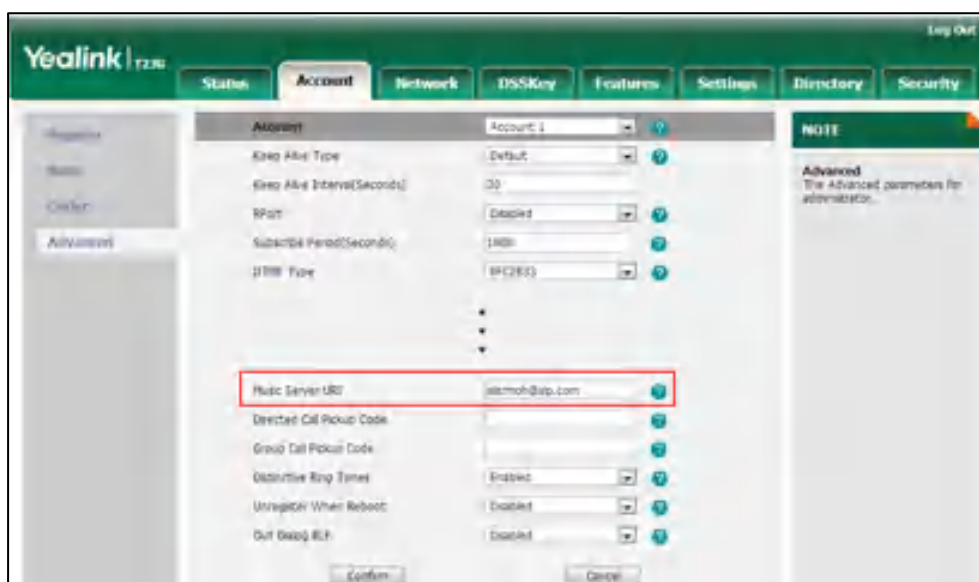 Log Out
Yealink T23G
Status Account Network DSSKey Features Settings Directory Security
Register
Basic
Codec
Advanced
Account Account 1
Keep Alive Type Default
Keep Alive Interval(Seconds) 30
RPort Disabled
Subscribe Period(Seconds) 1800
DTMF Type RFC2833
Music Server URI
Directed Call Pickup Code
Group Call Pickup Code
Distinctive Ring Tones Enabled
Unregister When Reboot Disabled
Out Dialog BLF Disabled
Confirm Cancel
NOTE
Advanced
The Advanced parameters for
administrator.